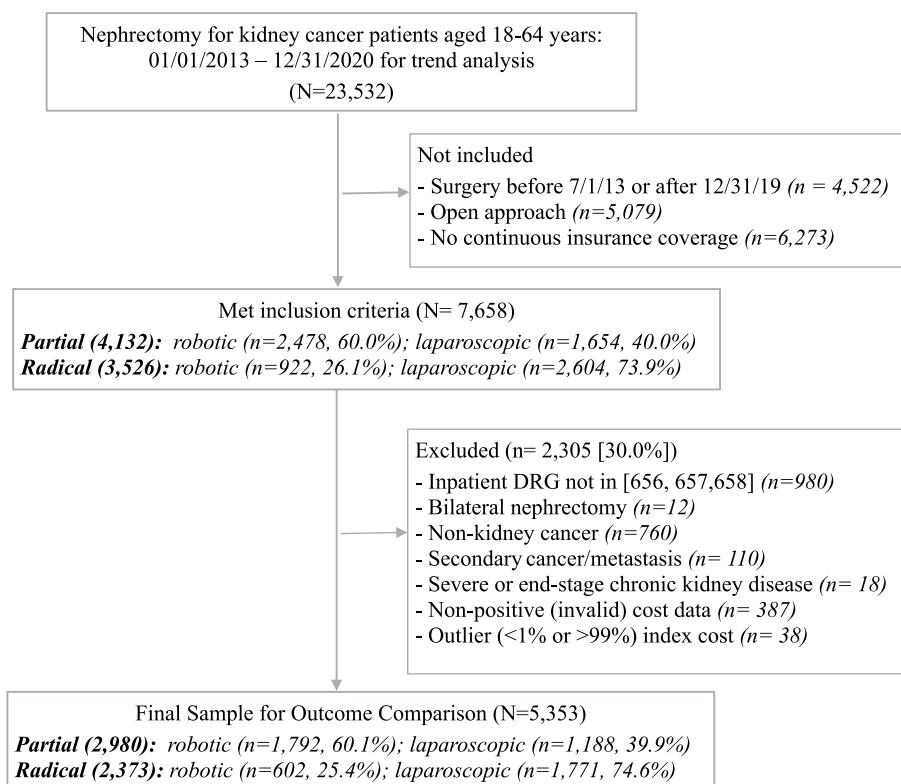 Nephrectomy for kidney cancer patients aged 18-64 years:
01/01/2013 – 12/31/2020 for trend analysis
(N=23,532)
Not included
- Surgery before 7/1/13 or after 12/31/19 (n = 4,522)
- Open approach (n=5,079)
- No continuous insurance coverage (n=6,273)
Met inclusion criteria (N= 7,658)
Partial (4,132): robotic (n=2,478, 60.0%); laparoscopic (n=1,654, 40.0%)
Radical (3,526): robotic (n=922, 26.1%); laparoscopic (n=2,604, 73.9%)
Excluded (n= 2,305 [30.0%])
- Inpatient DRG not in [656, 657,658] (n=980)
- Bilateral nephrectomy (n=12)
- Non-kidney cancer (n=760)
- Secondary cancer/metastasis (n= 110)
- Severe or end-stage chronic kidney disease (n= 18)
- Non-positive (invalid) cost data (n= 387)
- Outlier (<1% or >99%) index cost (n= 38)
Final Sample for Outcome Comparison (N=5,353)
Partial (2,980): robotic (n=1,792, 60.1%); laparoscopic (n=1,188, 39.9%)
Radical (2,373): robotic (n=602, 25.4%); laparoscopic (n=1,771, 74.6%)